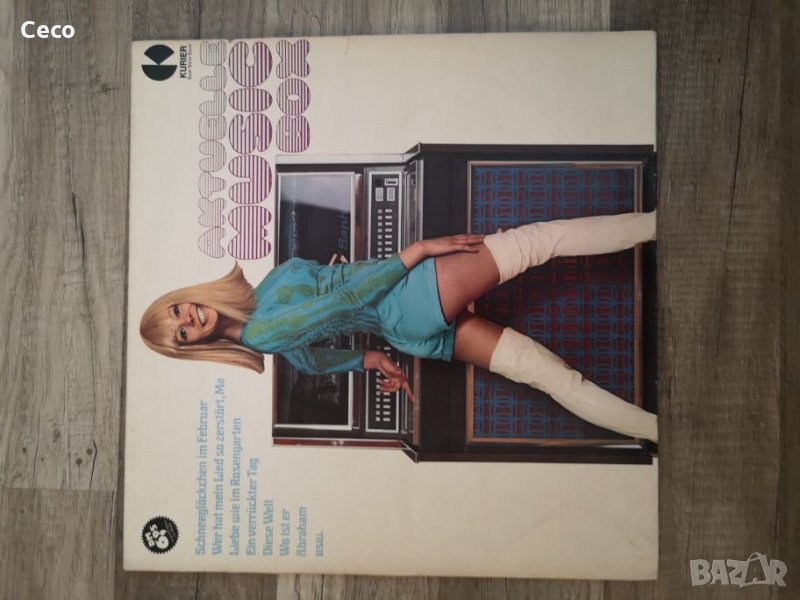 Ceco
KURIER
AKTUELLE
MUSIC
BOX
Schneeglöckchen im Februar
Wer hat mein Lied so zerstört, Ma
Liebe wie im Rosengarten
Ein verrückter Tag
Diese Welt
Wo ist er
Abraham
usw.
BAZAR